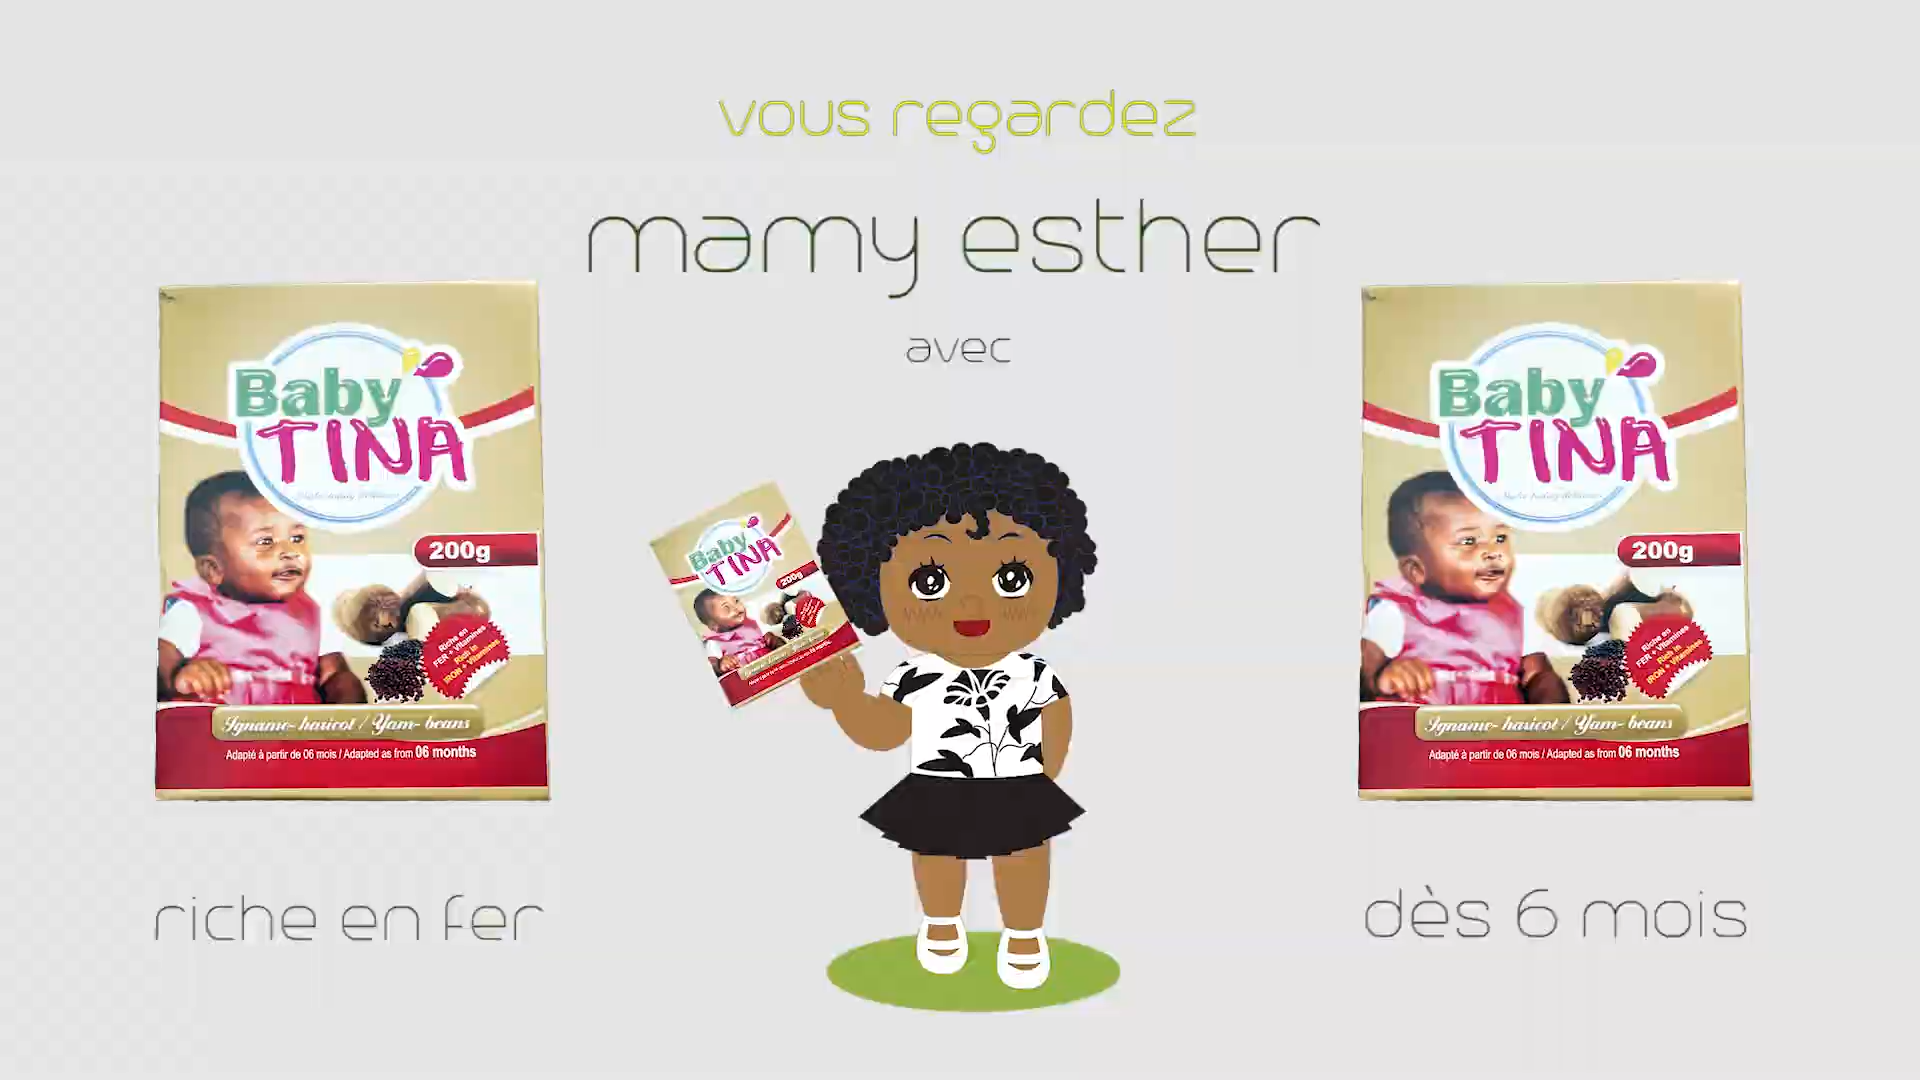 vous regardez
mamy esther
avec
Baby
TINA
200g
Riche en
FER + Vitamines
Rich in
IRON + Vitamines
Igname-haricot / Yam-beans
Adapté à partir de 06 mois / Adapted as from 06 months
Baby
TINA
200g
Baby
TINA
200g
Riche en
FER + Vitamines
Rich in
IRON + Vitamines
Igname-haricot / Yam-beans
Adapté à partir de 06 mois / Adapted as from 06 months
riche en fer
dès 6 mois